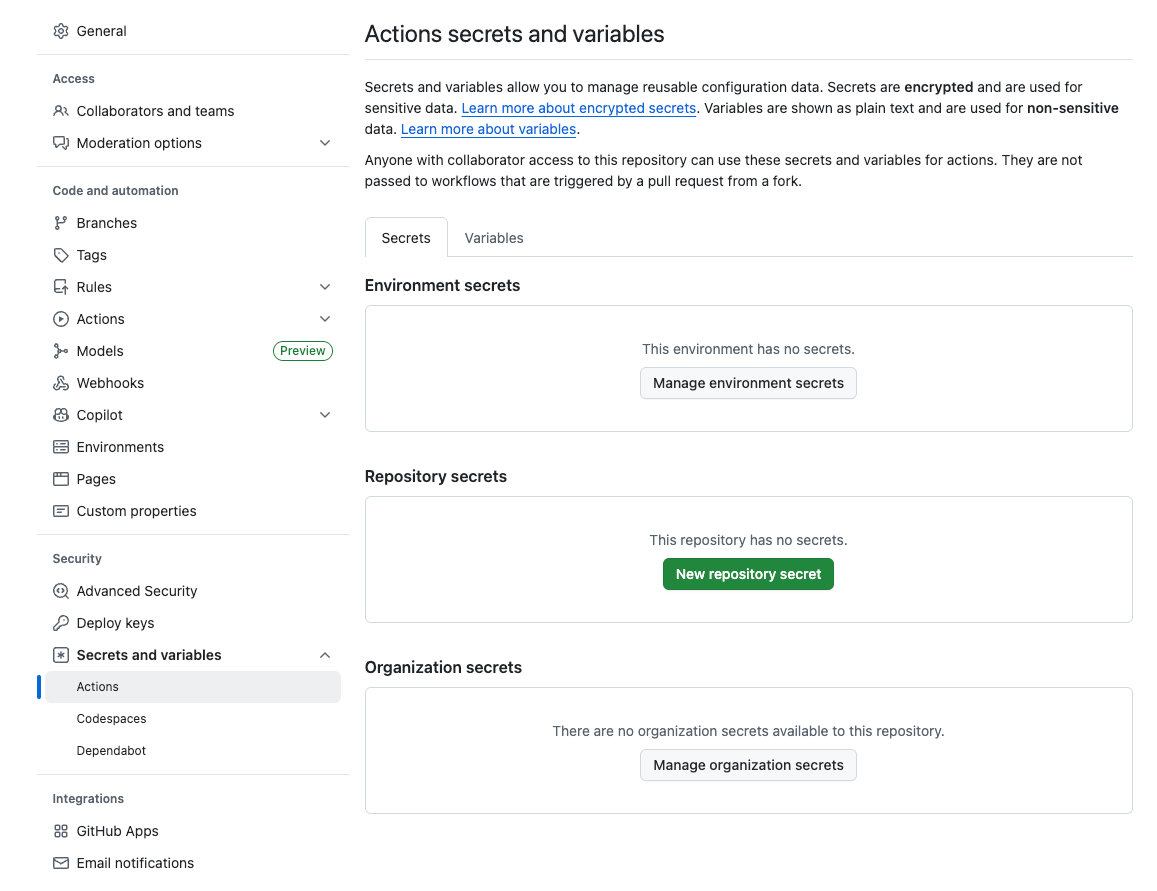 General
Access
Collaborators and teams
Moderation options
Code and automation
Branches
Tags
Rules
Actions
Models
Preview
Webhooks
Copilot
Environments
Pages
Custom properties
Security
Advanced Security
Deploy keys
Secrets and variables
Actions
Codespaces
Dependabot
Integrations
GitHub Apps
Email notifications
Actions secrets and variables
Secrets and variables allow you to manage reusable configuration data. Secrets are encrypted and are used for
sensitive data. Learn more about encrypted secrets. Variables are shown as plain text and are used for non-sensitive
data. Learn more about variables.
Anyone with collaborator access to this repository can use these secrets and variables for actions. They are not
passed to workflows that are triggered by a pull request from a fork.
Secrets
Variables
Environment secrets
This environment has no secrets.
Manage environment secrets
Repository secrets
This repository has no secrets.
New repository secret
Organization secrets
There are no organization secrets available to this repository.
Manage organization secrets